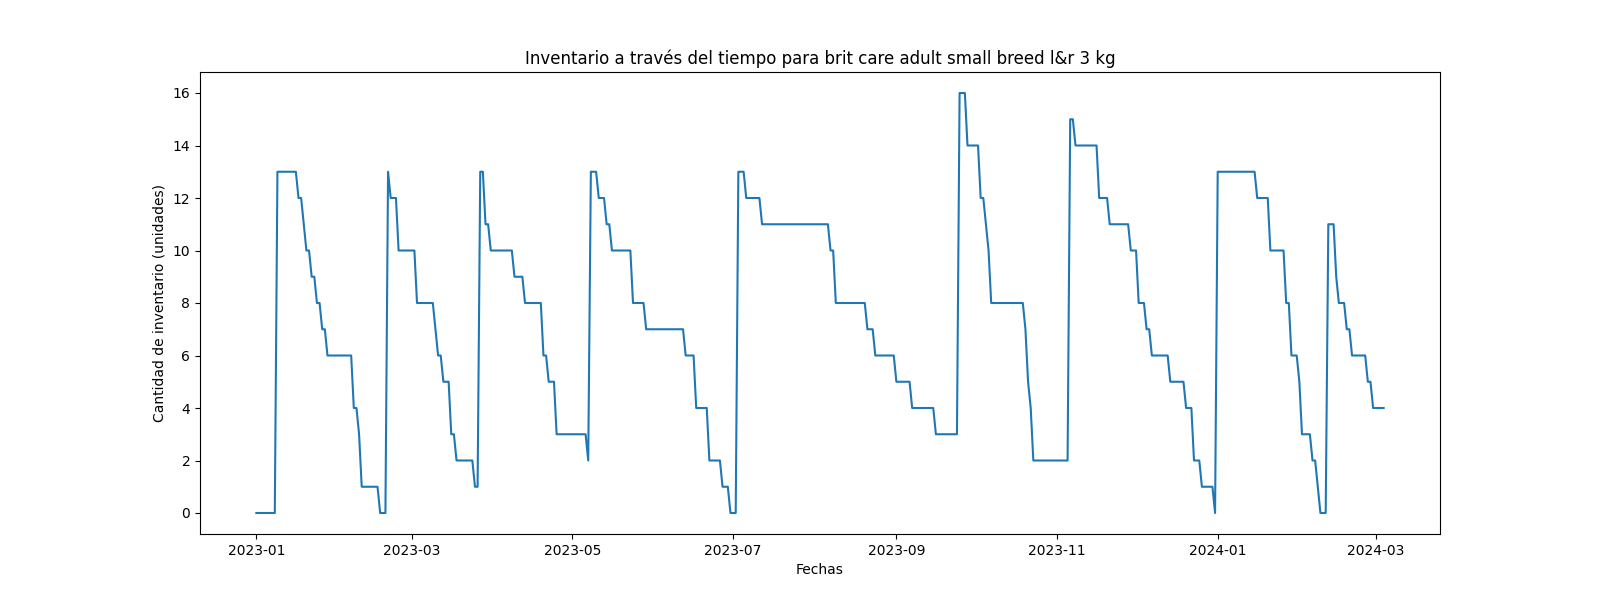 Inventario a través del tiempo para brit care adult small breed l&r 3 kg
Cantidad de inventario (unidades)
16
14
12
10
8
6
4
2
0
2023-01 2023-03 2023-05 2023-07 2023-09 2023-11 2024-01 2024-03
Fechas